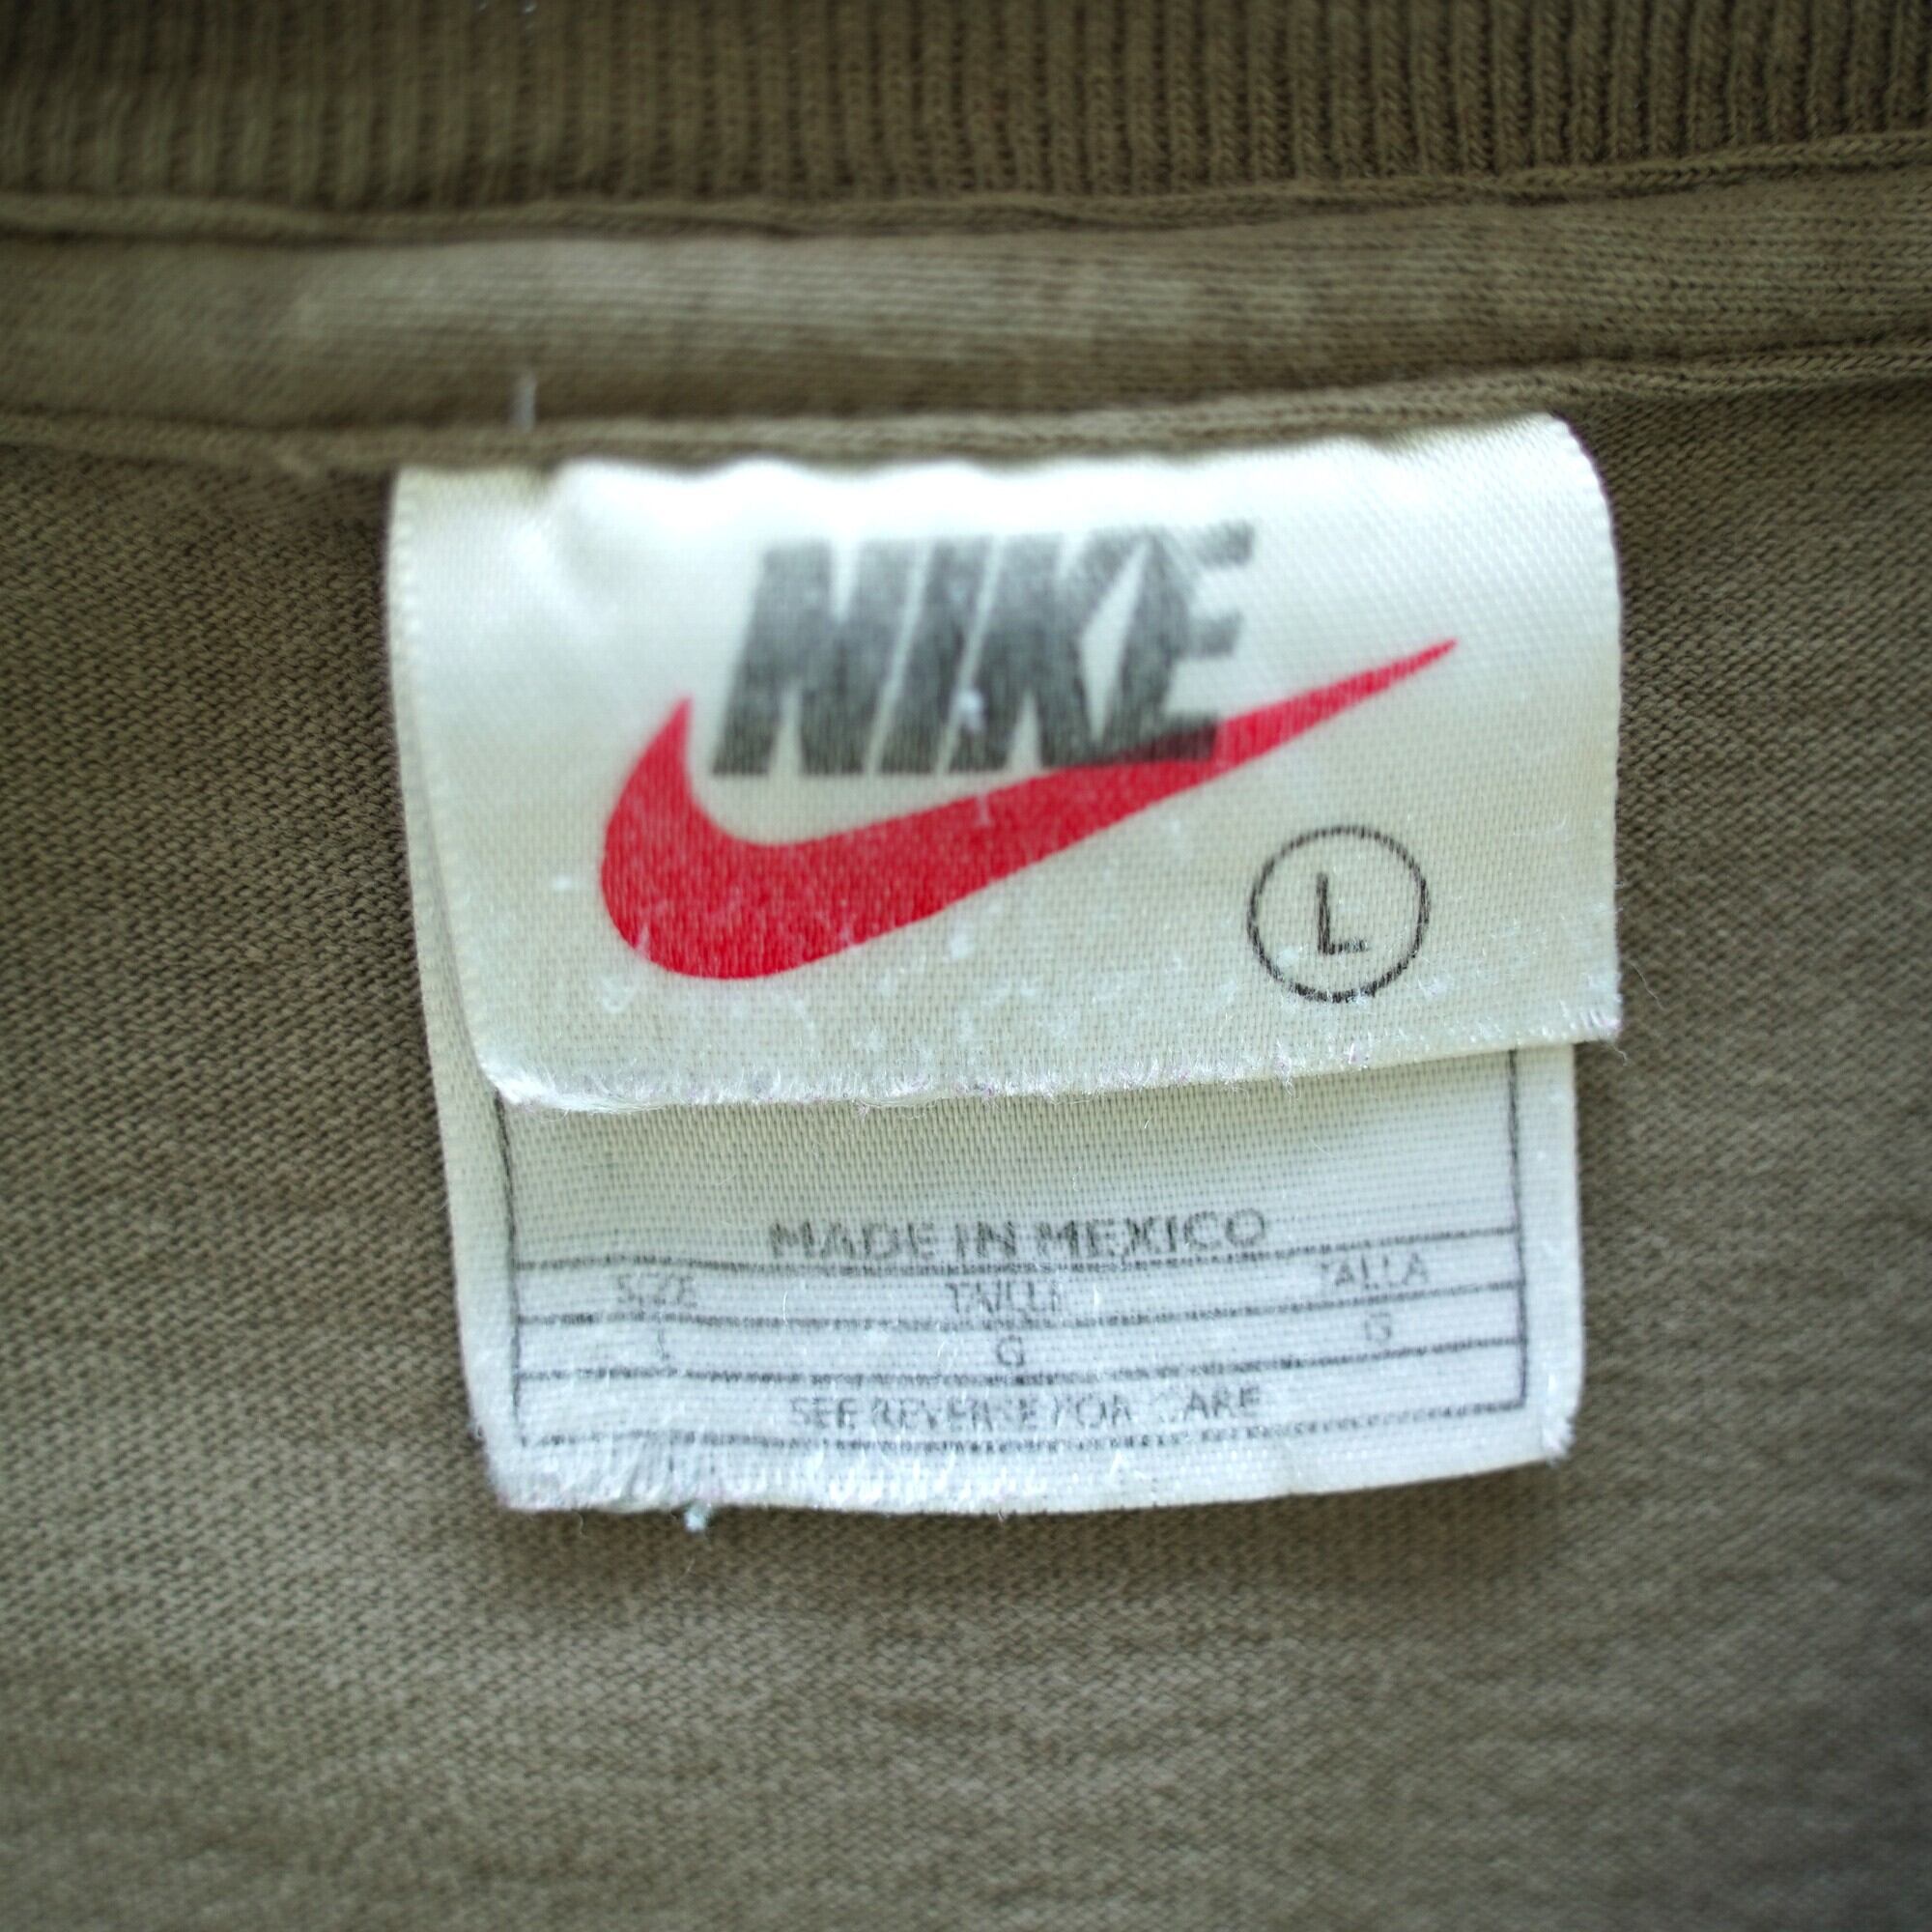 NIKE
L
MADE IN MEXICO
SIZE TAILLE TALLA
L G G
SEE REVERSE FOR CARE